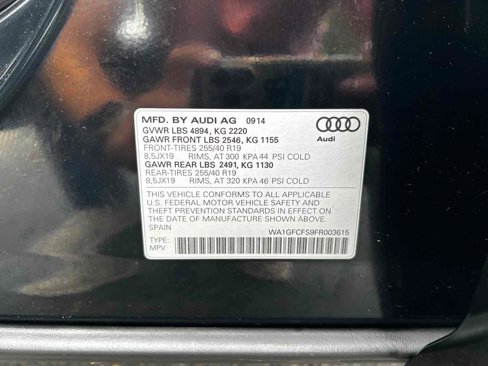 MFD. BY AUDI AG 0914
GVWR LBS 4894, KG 2220
GAWR FRONT LBS 2546, KG 1155
FRONT-TIRES 255/40 R19
8,5JX19 RIMS, AT 300 KPA 44 PSI COLD
GAWR REAR LBS 2491, KG 1130
REAR-TIRES 255/40 R19
8,5JX19 RIMS, AT 320 KPA 46 PSI COLD
Audi
THIS VEHICLE CONFORMS TO ALL APPLICABLE
U.S. FEDERAL MOTOR VEHICLE SAFETY AND
THEFT PREVENTION STANDARDS IN EFFECT ON
THE DATE OF MANUFACTURE SHOWN ABOVE.
SPAIN
WA1GFCFS9FR003615
TYPE:
MPV